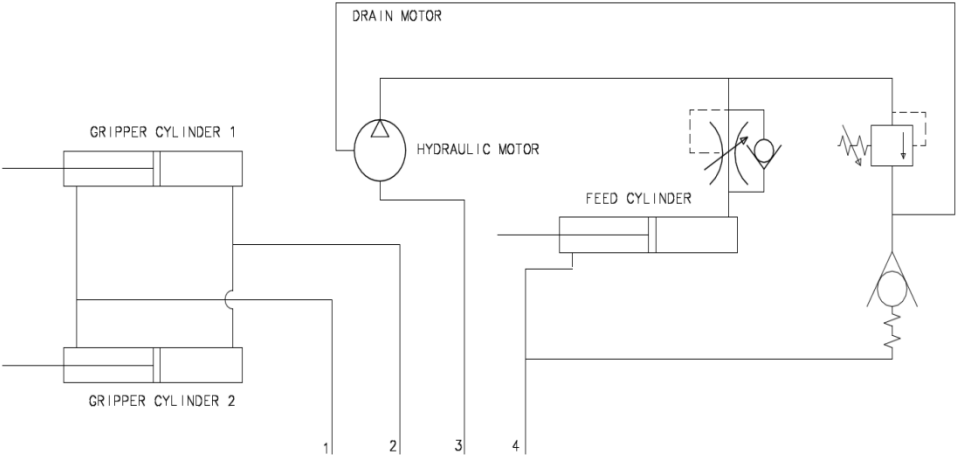 DRAIN MOTOR
GRIPPER CYLINDER 1
HYDRAULIC MOTOR
FEED CYLINDER
GRIPPER CYLINDER 2
1
2
3
4